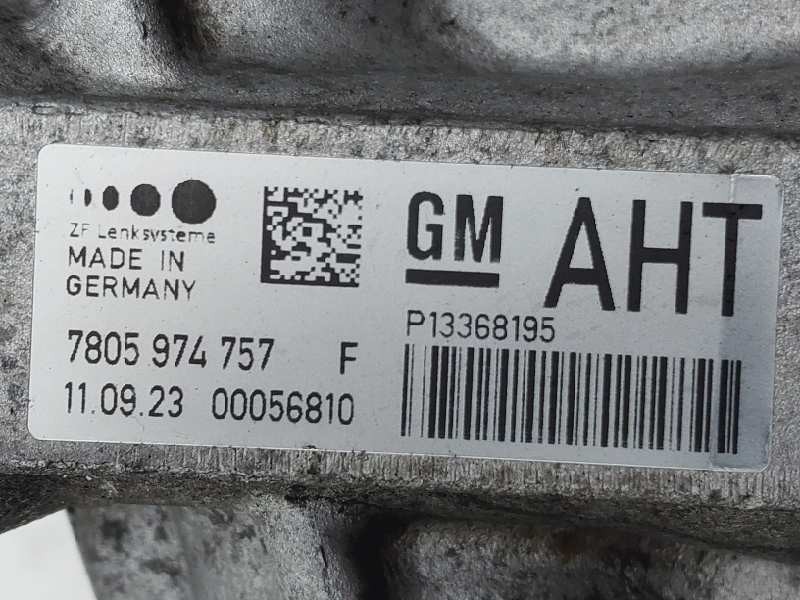 ZF Lenksysteme
MADE IN
GERMANY
7805 974 757 F
11.09.23 00056810
GM
AHT
P13368195